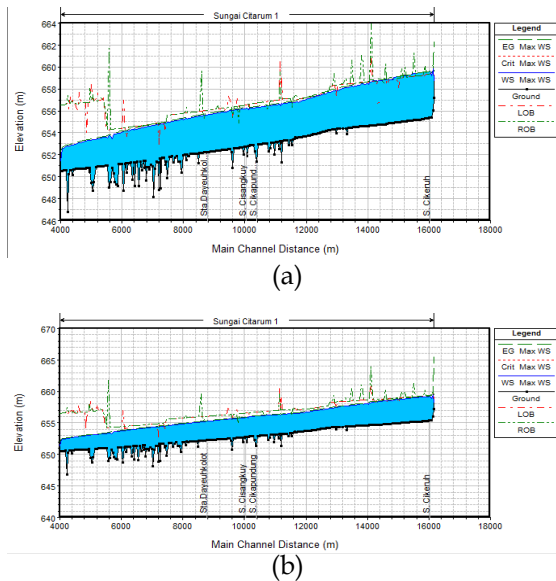 (a)
Sungai Citarum 1
664
662
660
658
656
654
652
650
648
646
Elevation (m)
4000 6000 8000 10000 12000 14000 16000 18000
Main Channel Distance (m)
S. Cisangkuy
S. Cikeruh
Legend
EG Max WS
Crit Max WS
WS Max WS
Ground
LOB
ROB
(a)
Sungai Citarum 1
670
665
660
655
650
645
640
Elevation (m)
4000 6000 8000 10000 12000 14000 16000 18000
Main Channel Distance (m)
Sta.Dayeuhkolot
S. Cisangkuy
S. Cikapundung
S. Cikeruh
Legend
EG Max WS
Crit Max WS
WS Max WS
Ground
LOB
ROB
(b)